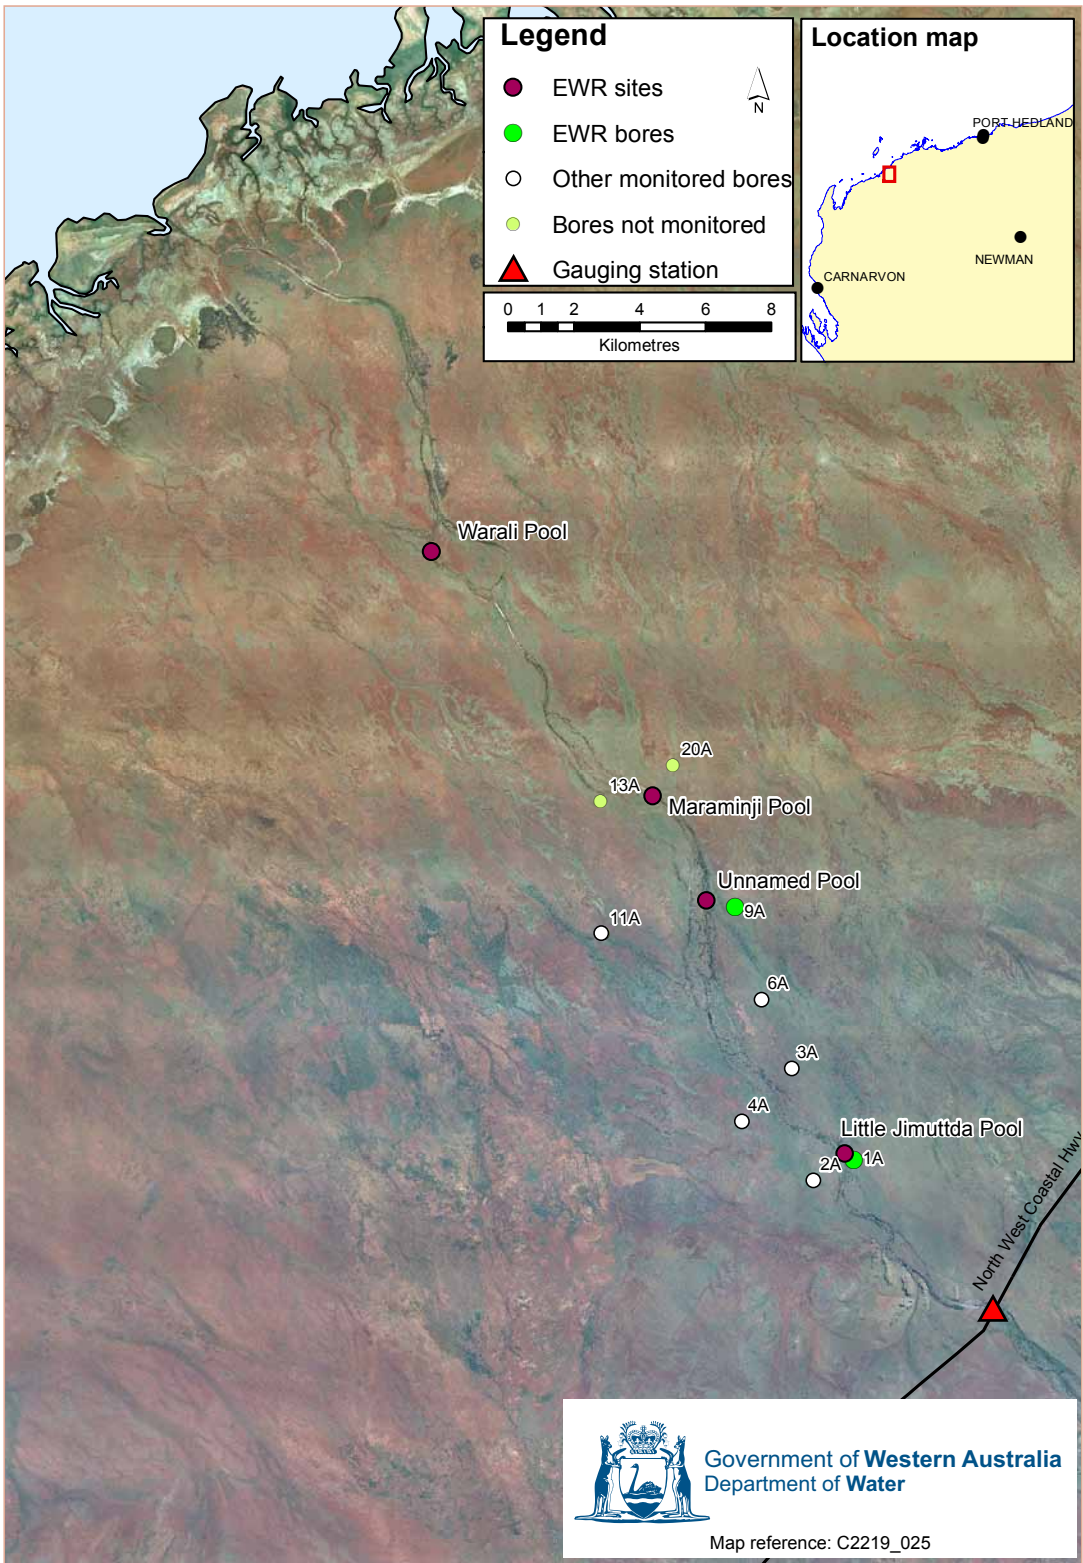 Legend
EWR sites
N
EWR bores
Other monitored bores
Bores not monitored
Gauging station
0 1 2 4 6 8
Kilometres
Location map
PORT HEDLAND
NEWMAN
CARNARVON
Warali Pool
20A
13A
Maraminji Pool
Unnamed Pool
9A
11A
6A
3A
4A
Little Jimuttda Pool
2A
1A
North West Coastal Hwy
Government of Western Australia
Department of Water
Map reference: C2219_025